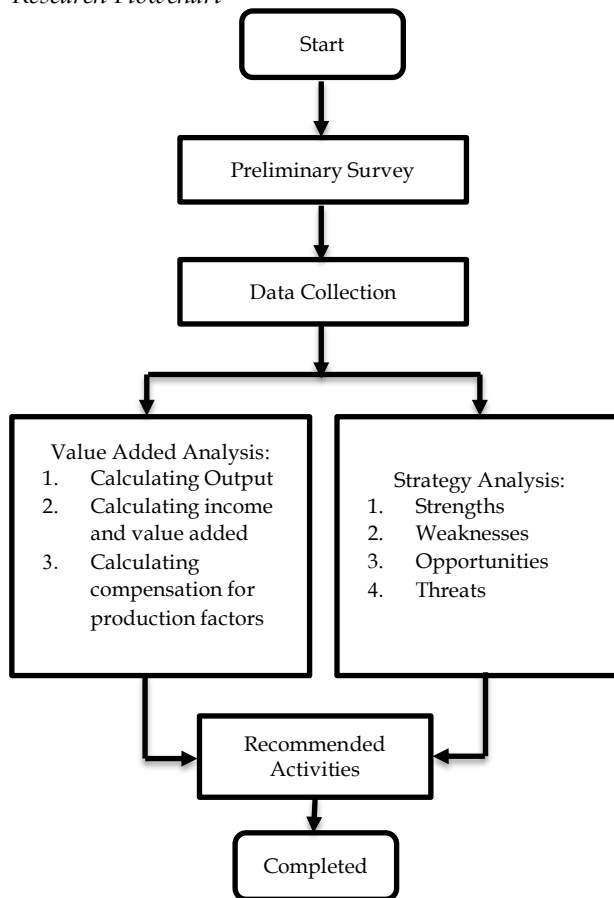 Research Flowchart
Start
Preliminary Survey
Data Collection
Value Added Analysis:
1. Calculating Output
2. Calculating income
and value added
3. Calculating
compensation for
production factors
Strategy Analysis:
1. Strengths
2. Weaknesses
3. Opportunities
4. Threats
Recommended
Activities
Completed